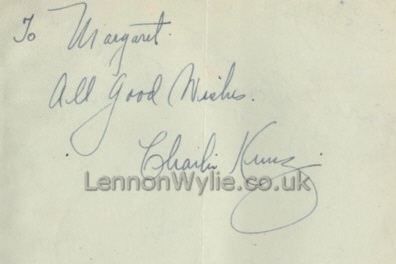 To Margaret.
All Good Wishes.
Charlie Kunz
LennonWylie.co.uk